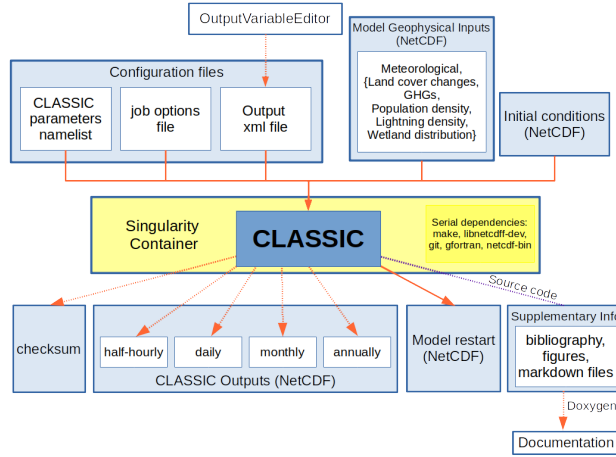 OutputVariableEditor
Configuration files
CLASSIC
parameters
namelist
job options
file
Output
xml file
Model Geophysical Inputs
(NetCDF)
Meteorological,
{Land cover changes,
GHGs,
Population density,
Lightning density,
Wetland distribution}
Initial conditions
(NetCDF)
Singularity
Container
CLASSIC
Serial dependencies:
make, libnetcdff-dev,
git, gfortran, netcdf-bin
Source code
checksum
half-hourly
daily
monthly
annually
CLASSIC Outputs (NetCDF)
Model restart
(NetCDF)
Supplementary Info
bibliography,
figures,
markdown files
Doxygen
Documentation